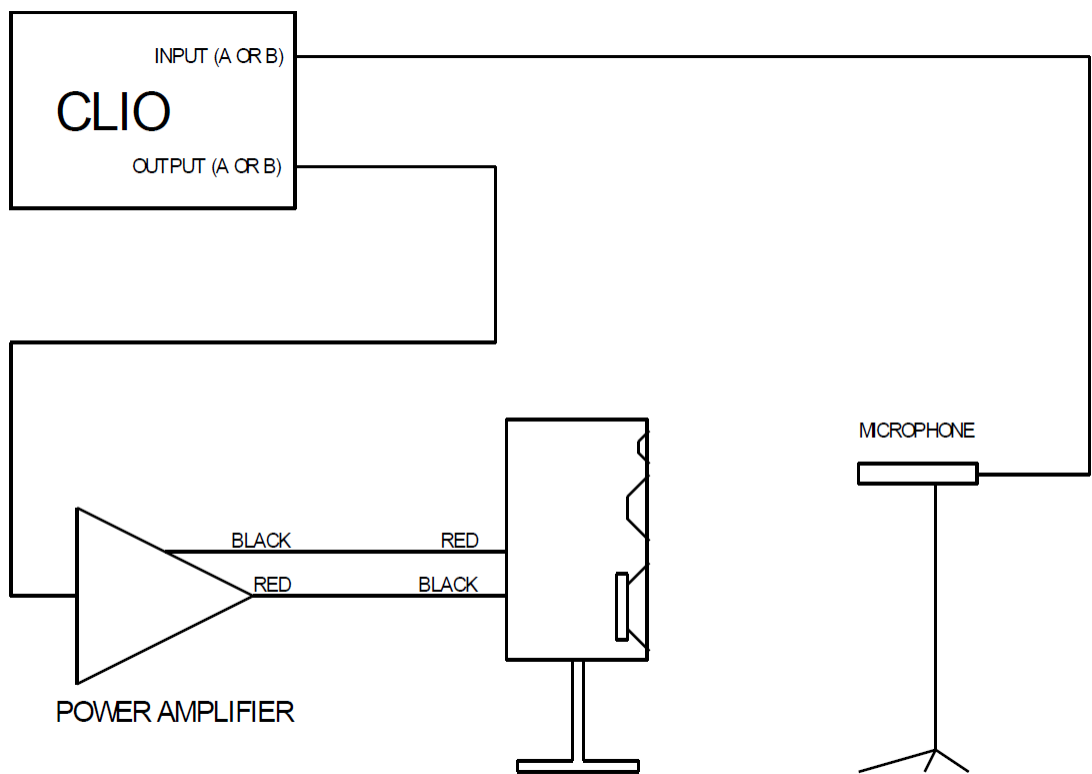 INPUT (A OR B)
CLIO
OUTPUT (A OR B)
MICROPHONE
BLACK RED
RED BLACK
POWER AMPLIFIER